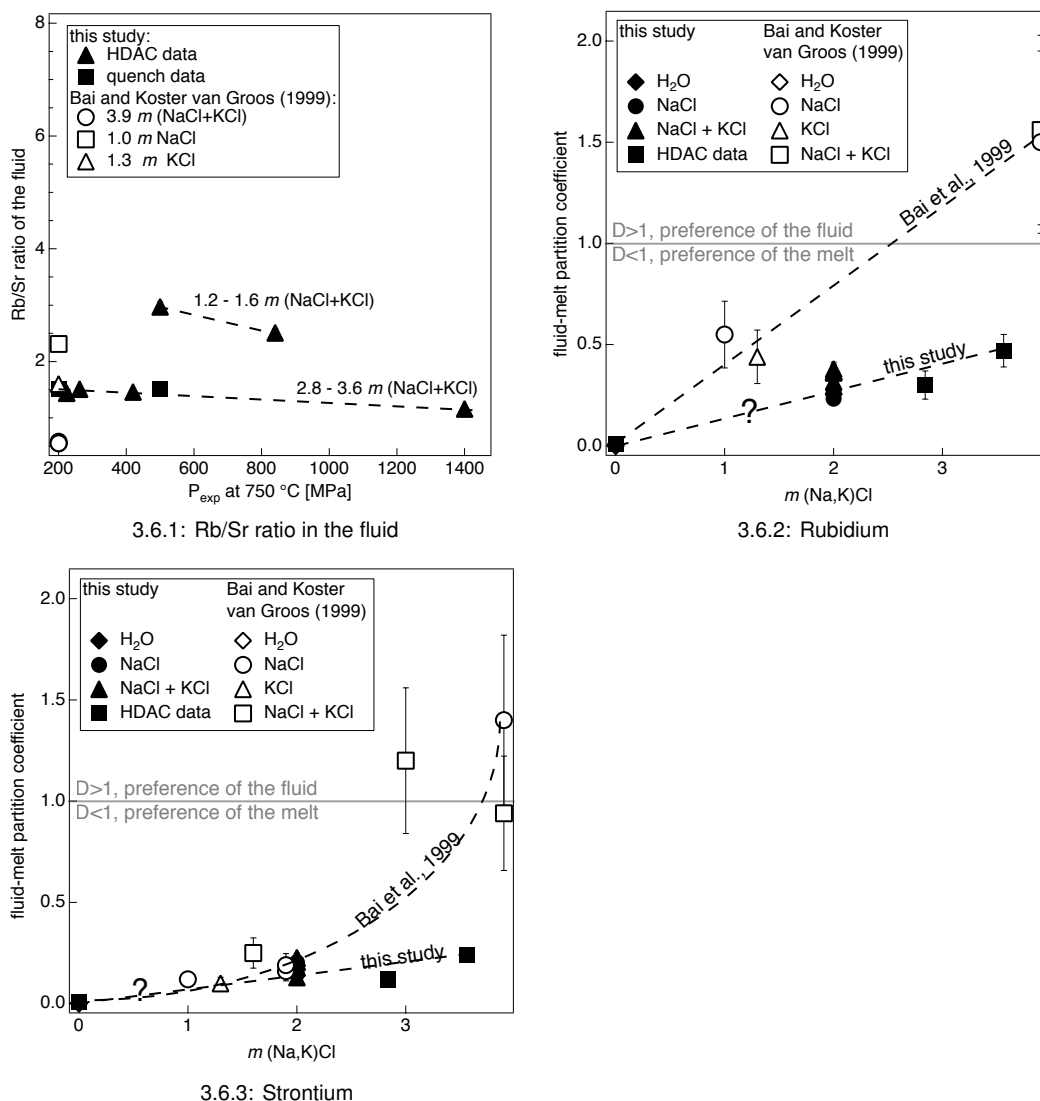 Rb/Sr ratio of the fluid
8
6
4
2
this study:
HDAC data
quench data
Bai and Koster van Groos (1999):
3.9 m (NaCl+KCl)
1.0 m NaCl
1.3 m KCl
1.2 - 1.6 m (NaCl+KCl)
2.8 - 3.6 m (NaCl+KCl)
200 400 600 800 1000 1200 1400
Pexp at 750 °C [MPa]
3.6.1: Rb/Sr ratio in the fluid
fluid-melt partition coefficient
2.0
1.5
1.0
0.5
0.0
this study
H2O
NaCl
NaCl + KCl
HDAC data
Bai and Koster
van Groos (1999)
H2O
NaCl
KCl
NaCl + KCl
Bai et al., 1999
D>1, preference of the fluid
D<1, preference of the melt
this study
?
0 1 2 3
m (Na,K)Cl
3.6.2: Rubidium
fluid-melt partition coefficient
2.0
1.5
1.0
0.5
0.0
this study
H2O
NaCl
NaCl + KCl
HDAC data
Bai and Koster
van Groos (1999)
H2O
NaCl
KCl
NaCl + KCl
D>1, preference of the fluid
D<1, preference of the melt
Bai et al., 1999
this study
?
0 1 2 3
m (Na,K)Cl
3.6.3: Strontium